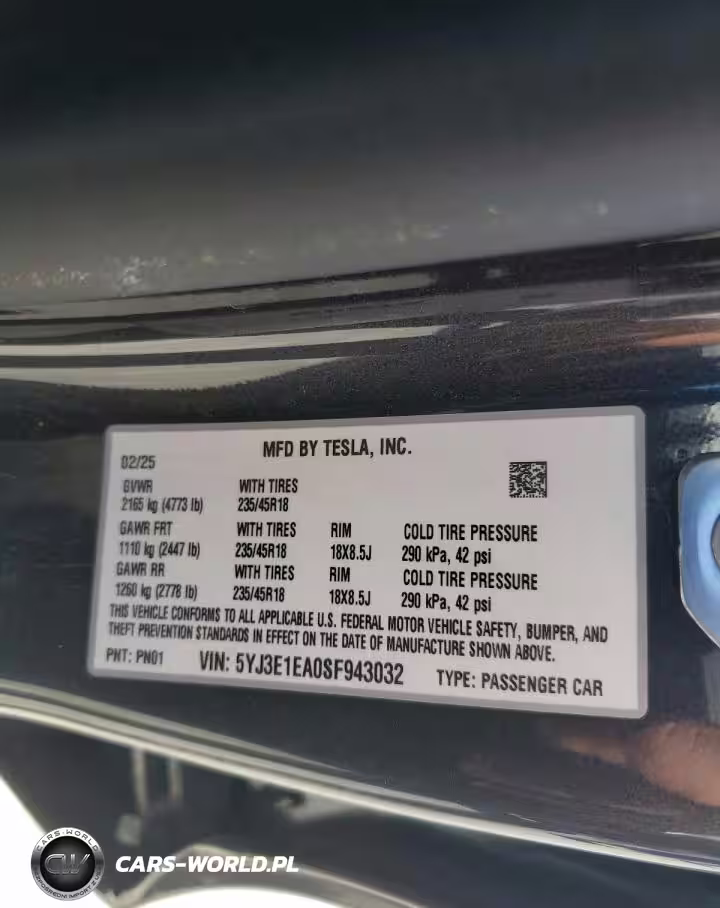 MFD BY TESLA, INC.
02/25
GVWR WITH TIRES
2165 kg (4773 lb) 235/45R18
GAWR FRT WITH TIRES RIM COLD TIRE PRESSURE
1110 kg (2447 lb) 235/45R18 18X8.5J 290 kPa, 42 psi
GAWR RR WITH TIRES RIM COLD TIRE PRESSURE
1260 kg (2778 lb) 235/45R18 18X8.5J 290 kPa, 42 psi
THIS VEHICLE CONFORMS TO ALL APPLICABLE U.S. FEDERAL MOTOR VEHICLE SAFETY, BUMPER, AND
THEFT PREVENTION STANDARDS IN EFFECT ON THE DATE OF MANUFACTURE SHOWN ABOVE.
PNT: PN01 VIN: 5YJ3E1EA0SF943032 TYPE: PASSENGER CAR
CARS-WORLD
CW
CARS-WORLD.PL